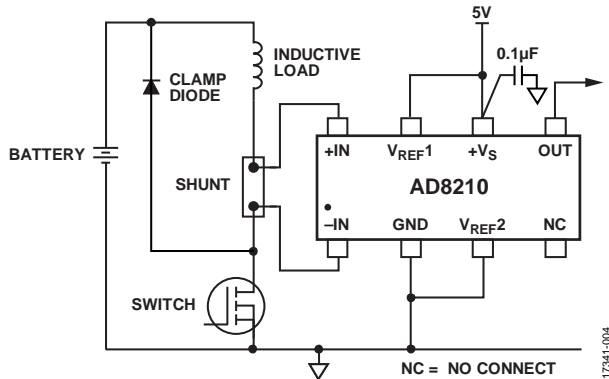 5V
0.1µF
INDUCTIVE
LOAD
CLAMP
DIODE
BATTERY
SHUNT
+IN
VREF1
+VS
OUT
AD8210
–IN
GND
VREF2
NC
SWITCH
NC = NO CONNECT
17341-004